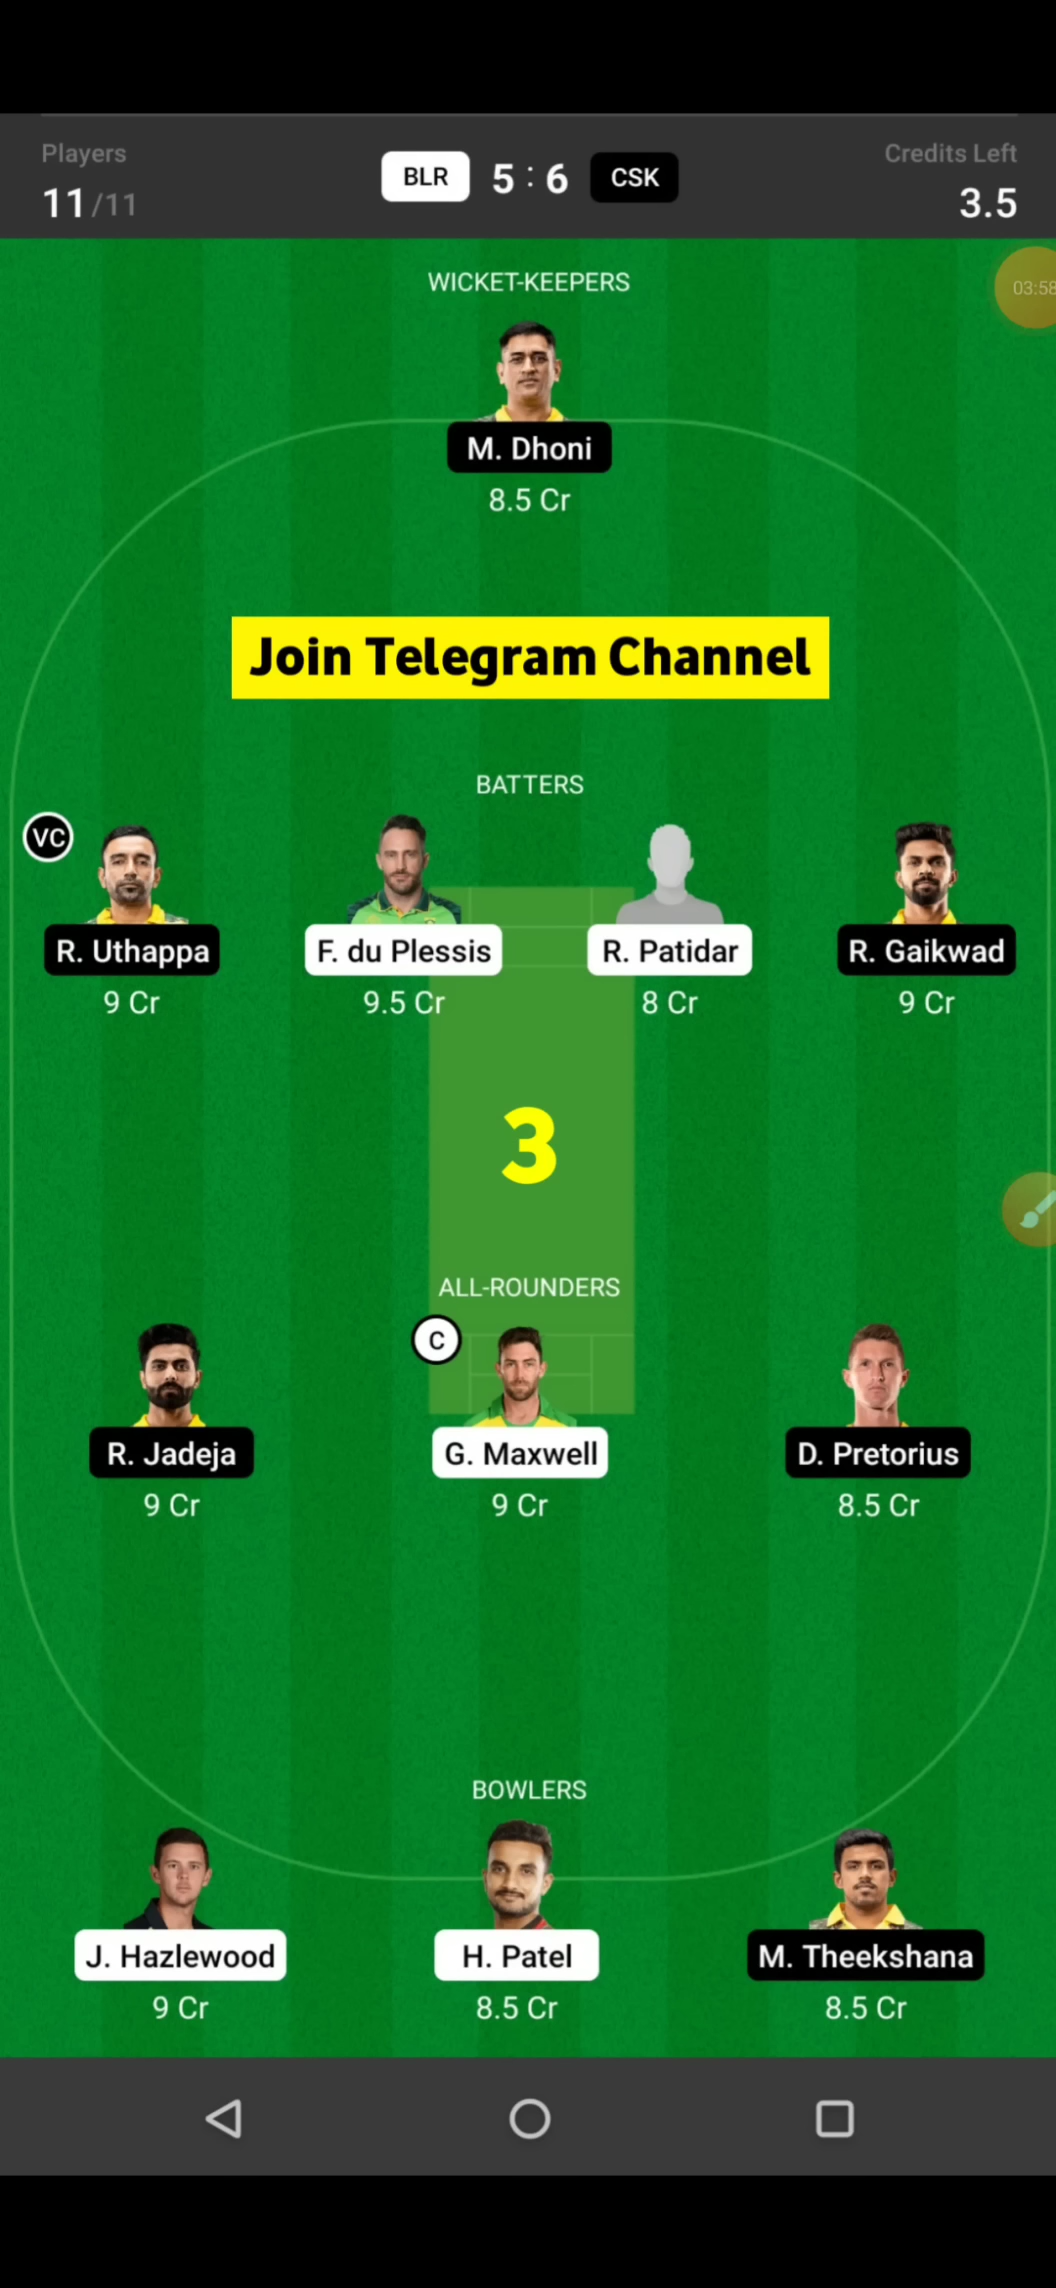 Players
Credits Left
BLR 5 : 6 CSK
11/11
3.5
WICKET-KEEPERS
03:58
M. Dhoni
8.5 Cr
Join Telegram Channel
BATTERS
VC
R. Uthappa F. du Plessis R. Patidar R. Gaikwad
9 Cr 9.5 Cr 8 Cr 9 Cr
3
ALL-ROUNDERS
C
R. Jadeja G. Maxwell D. Pretorius
9 Cr 9 Cr 8.5 Cr
BOWLERS
J. Hazlewood H. Patel M. Theekshana
9 Cr 8.5 Cr 8.5 Cr